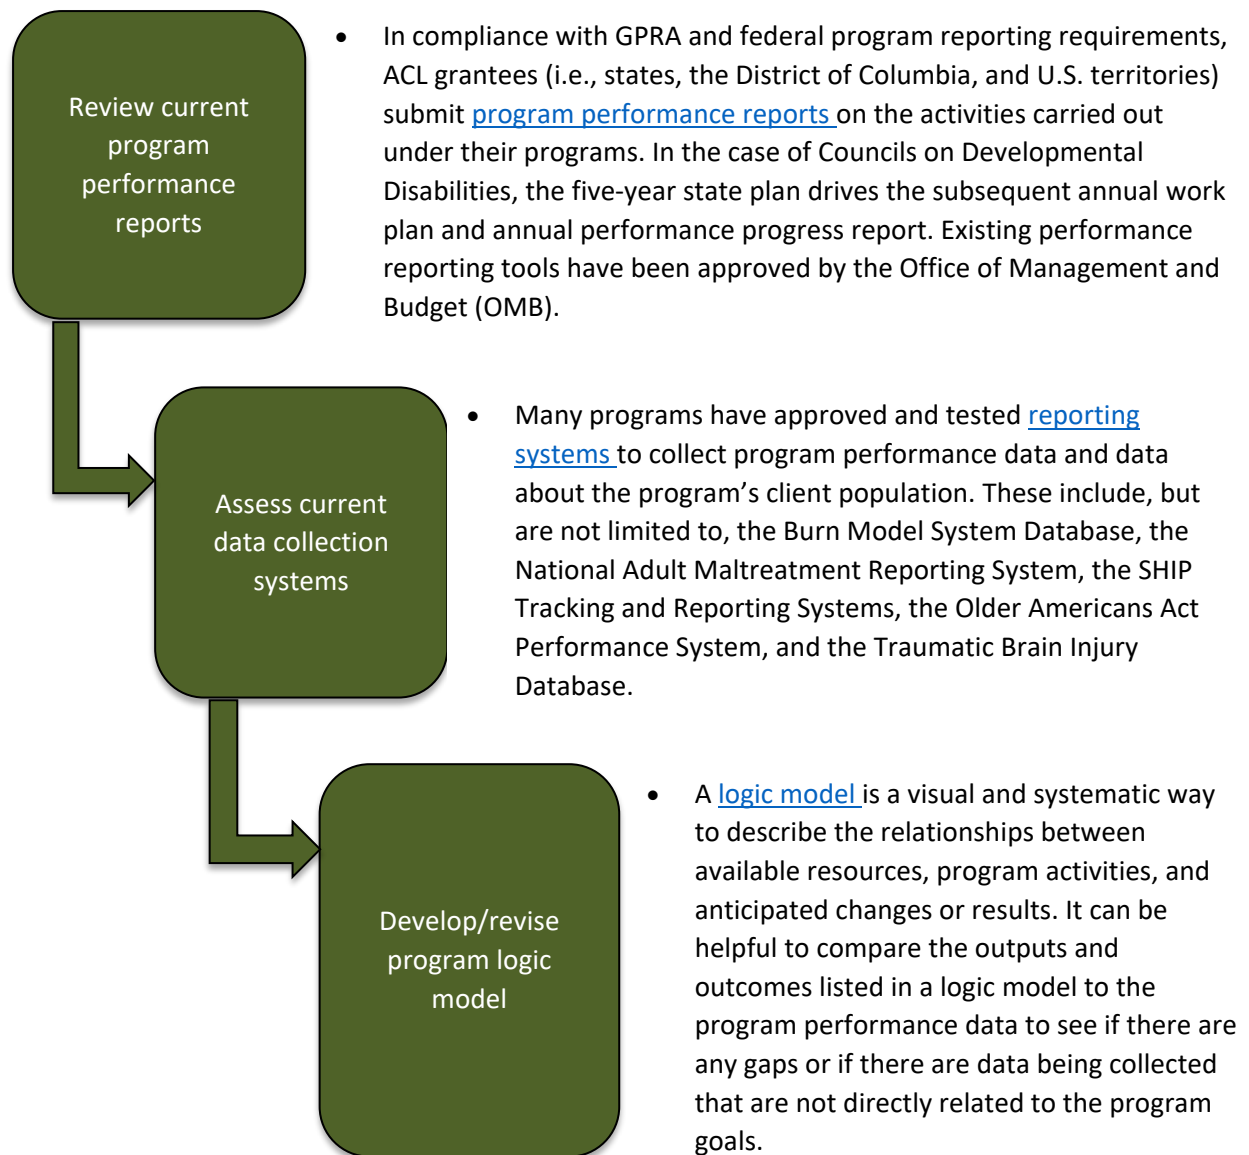 Review current
program
performance
reports
• In compliance with GPRA and federal program reporting requirements,
ACL grantees (i.e., states, the District of Columbia, and U.S. territories)
submit program performance reports on the activities carried out
under their programs. In the case of Councils on Developmental
Disabilities, the five-year state plan drives the subsequent annual work
plan and annual performance progress report. Existing performance
reporting tools have been approved by the Office of Management and
Budget (OMB).
Assess current
data collection
systems
• Many programs have approved and tested reporting
systems to collect program performance data and data
about the program’s client population. These include, but
are not limited to, the Burn Model System Database, the
National Adult Maltreatment Reporting System, the SHIP
Tracking and Reporting Systems, the Older Americans Act
Performance System, and the Traumatic Brain Injury
Database.
Develop/revise
program logic
model
• A logic model is a visual and systematic way
to describe the relationships between
available resources, program activities, and
anticipated changes or results. It can be
helpful to compare the outputs and
outcomes listed in a logic model to the
program performance data to see if there are
any gaps or if there are data being collected
that are not directly related to the program
goals.